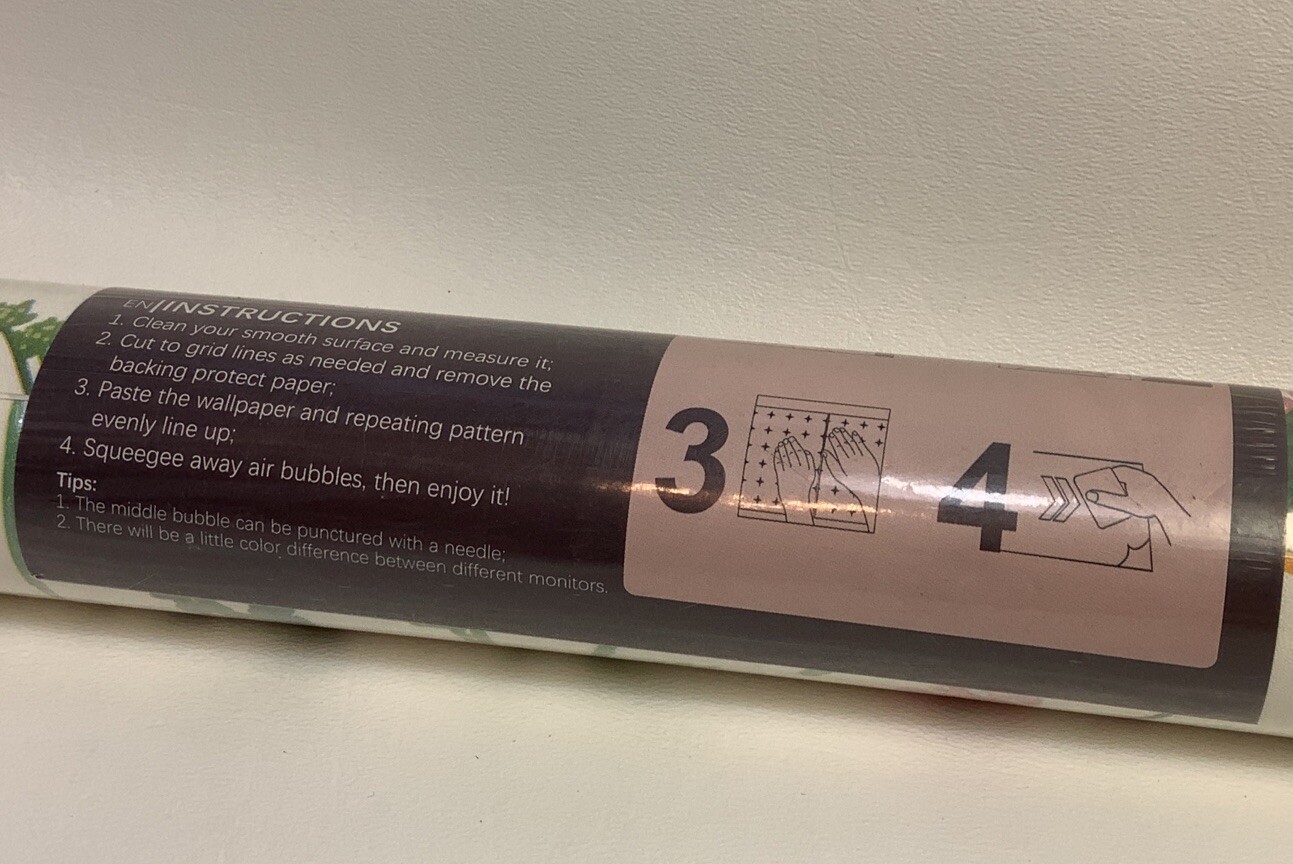 EN|INSTRUCTIONS
1. Clean your smooth surface and measure it;
2. Cut to grid lines as needed and remove the
backing protect paper;
3. Paste the wallpaper and repeating pattern
evenly line up;
4. Squeegee away air bubbles, then enjoy it!
Tips:
1. The middle bubble can be punctured with a needle;
2. There will be a little color difference between different monitors.
3
4